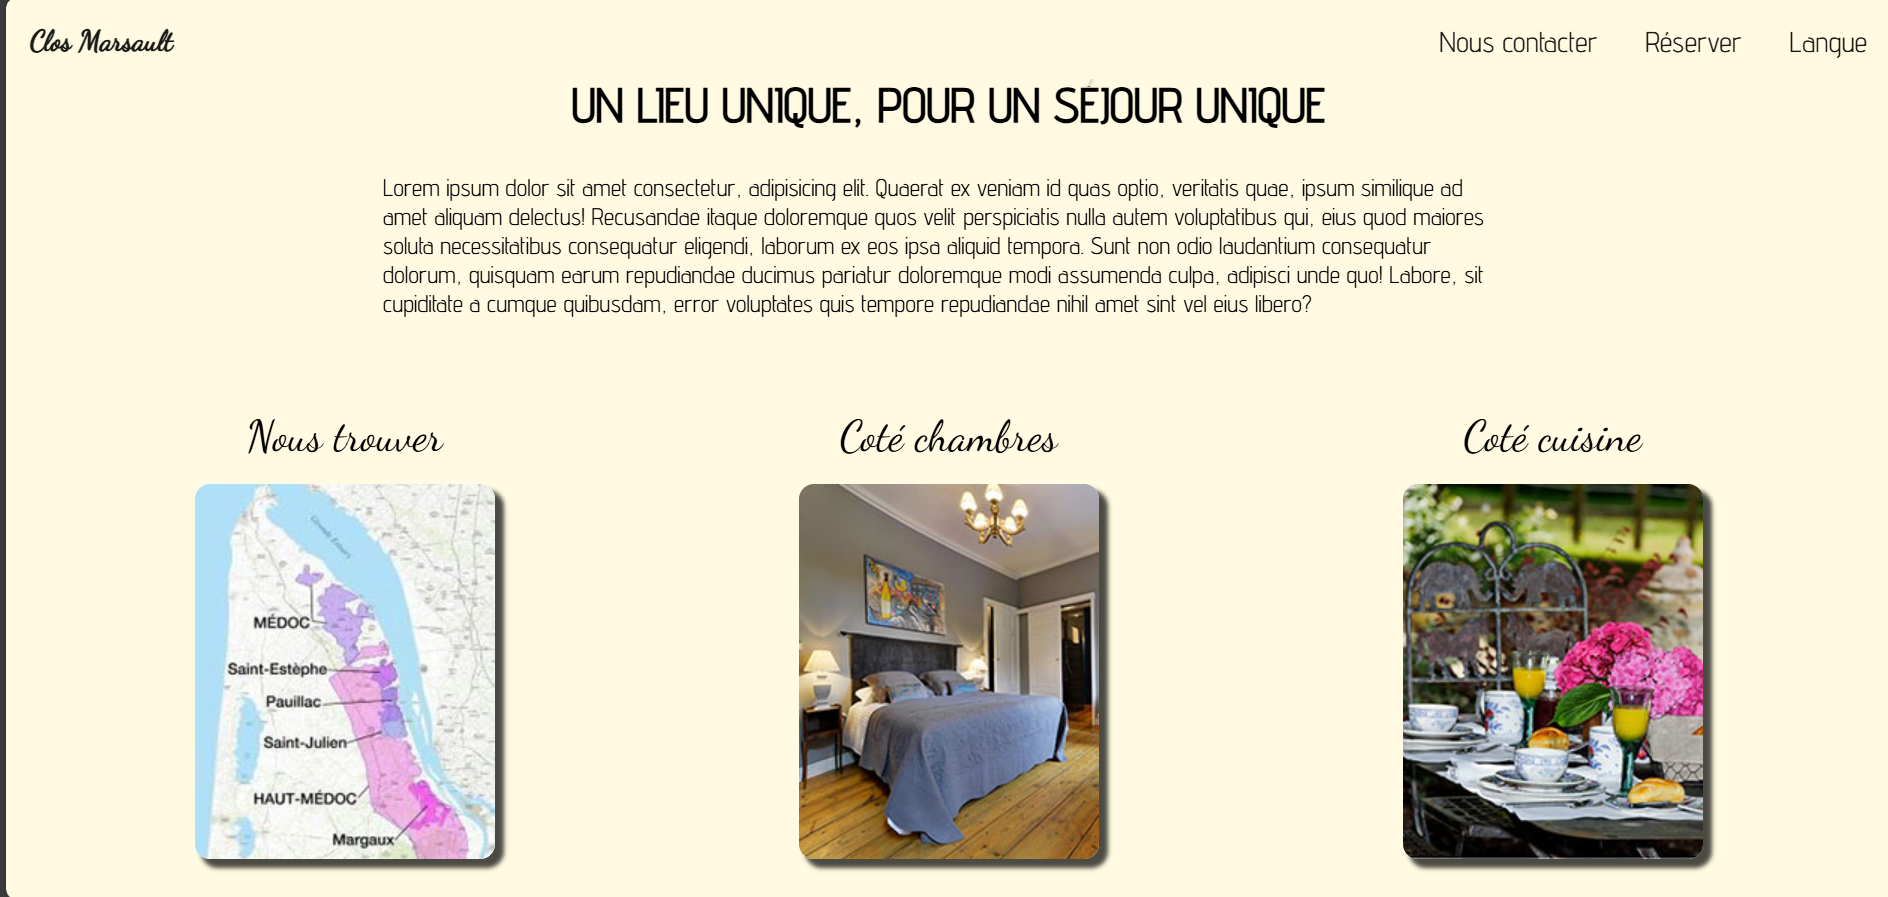 Clos Marsault
Nous contacter
Réserver
Langue
UN LIEU UNIQUE, POUR UN SÉJOUR UNIQUE
Lorem ipsum dolor sit amet consectetur, adipisicing elit. Quaerat ex veniam id quas optio, veritatis quae, ipsum similique ad
amet aliquam delectus! Recusandae itaque doloremque quos velit perspiciatis nulla autem voluptatibus qui, eius quod maiores
soluta necessitatibus consequatur eligendi, laborum ex eos ipsa aliquid tempora. Sunt non odio laudantium consequatur
dolorum, quisquam earum repudiandae ducimus pariatur doloremque modi assumenda culpa, adipisci unde quo! Labore, sit
cupiditate a cumque quibusdam, error voluptates quis tempore repudiandae nihil amet sint vel eius libero?
Nous trouver
Coté chambres
Coté cuisine
MÉDOC
Saint-Estèphe
Pauillac
Saint-Julien
HAUT-MÉDOC
Margaux